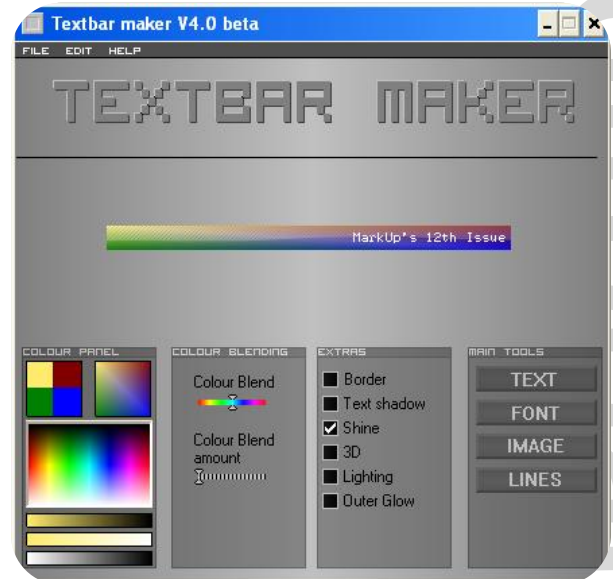 Textbar maker V4.0 beta
FILE EDIT HELP
TEXTBAR MAKER
MarkUp's 12th Issue
COLOUR PANEL
COLOUR BLENDING
Colour Blend
Colour Blend
amount
EXTRAS
Border
Text shadow
Shine
3D
Lighting
Outer Glow
MAIN TOOLS
TEXT
FONT
IMAGE
LINES